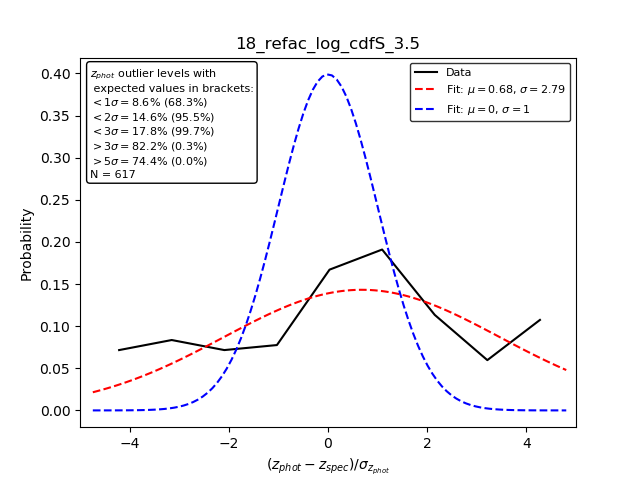 18_refac_log_cdfS_3.5
z_phot outlier levels with
expected values in brackets:
<1σ = 8.6% (68.3%)
<2σ = 14.6% (95.5%)
<3σ = 17.8% (99.7%)
>3σ = 82.2% (0.3%)
>5σ = 74.4% (0.0%)
N = 617
Data
Fit: μ = 0.68, σ = 2.79
Fit: μ = 0, σ = 1
Probability
0.40
0.35
0.30
0.25
0.20
0.15
0.10
0.05
0.00
−4
−2
0
2
4
(z_phot − z_spec)/σ_z_phot